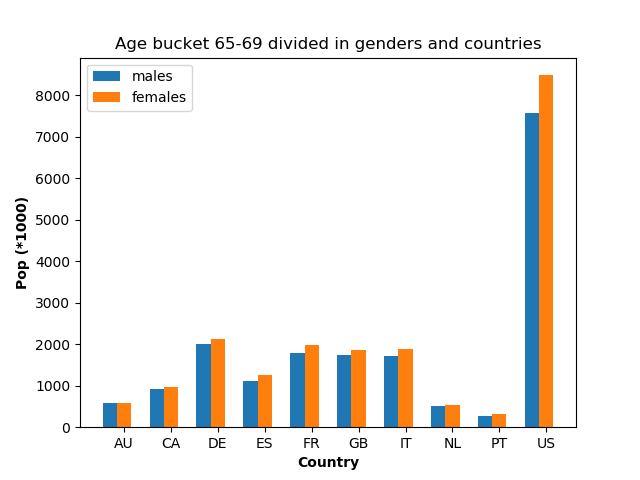 Age bucket 65-69 divided in genders and countries
males
females
8000
7000
6000
5000
4000
3000
2000
1000
0
Pop (*1000)
AU CA DE ES FR GB IT NL PT US
Country